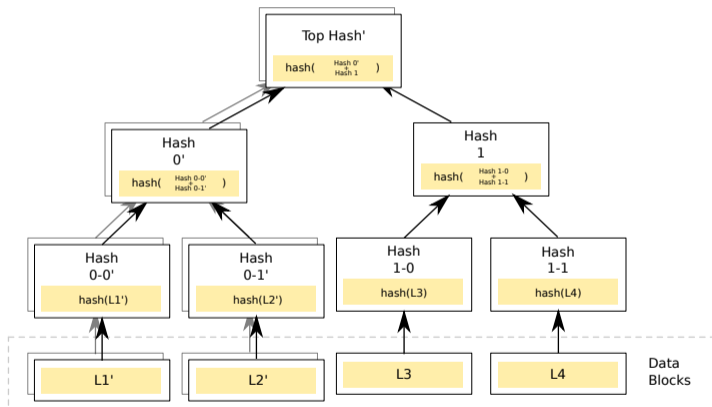 Top Hash'
hash( Hash 0' + Hash 1 )
Hash
0'
hash( Hash 0-0' + Hash 0-1' )
Hash
1
hash( Hash 1-0 + Hash 1-1 )
Hash
0-0'
hash(L1')
Hash
0-1'
hash(L2')
Hash
1-0
hash(L3)
Hash
1-1
hash(L4)
L1'
L2'
L3
L4
Data
Blocks